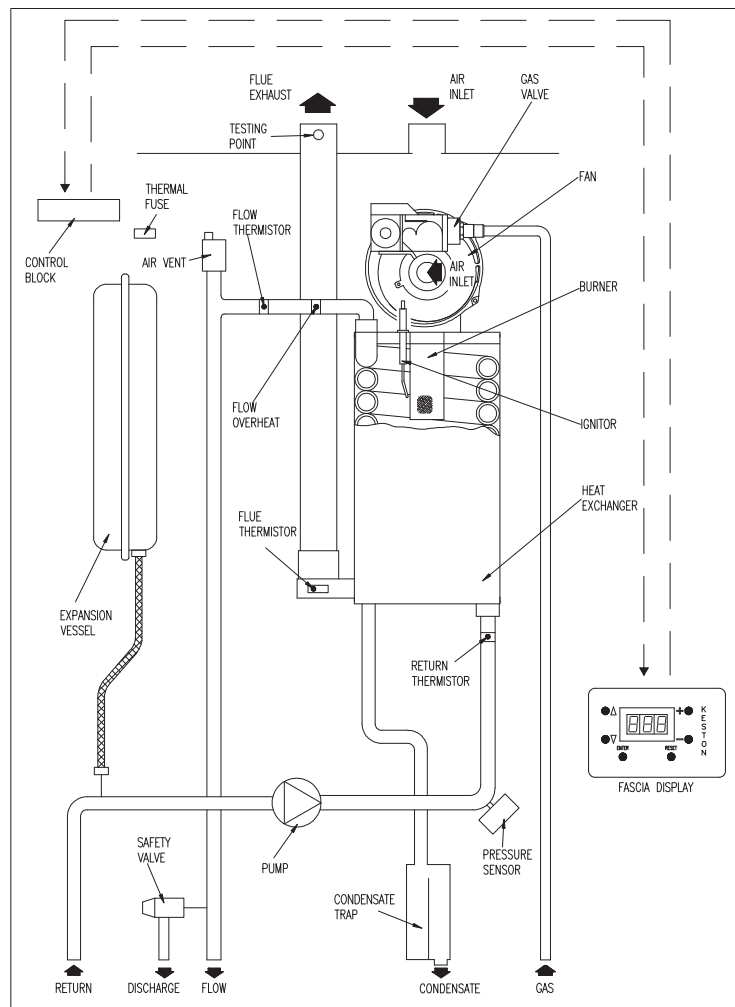 FLUE
EXHAUST
AIR
INLET
GAS
VALVE
TESTING
POINT
THERMAL
FUSE
FAN
FLOW
THERMISTOR
CONTROL
BLOCK
AIR VENT
AIR
INLET
BURNER
FLOW
OVERHEAT
IGNITOR
HEAT
EXCHANGER
FLUE
THERMISTOR
EXPANSION
VESSEL
RETURN
THERMISTOR
KESTON
888
ENTER
RESET
FASCIA DISPLAY
PUMP
PRESSURE
SENSOR
SAFETY
VALVE
CONDENSATE
TRAP
RETURN
DISCHARGE
FLOW
CONDENSATE
GAS